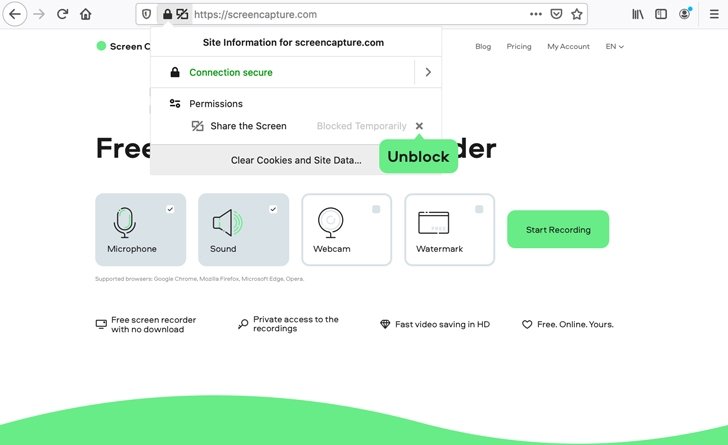 https://screencapture.com
Screen C
Blog
Pricing
My Account
EN
Site Information for screencapture.com
Connection secure
Permissions
Share the Screen
Blocked Temporarily
Clear Cookies and Site Data...
Unblock
Free
der
Microphone
Sound
Webcam
FREE
Watermark
Start Recording
Supported browsers: Google Chrome, Mozilla Firefox, Microsoft Edge, Opera.
Free screen recorder
with no download
Private access to the
recordings
Fast video saving in HD
Free. Online. Yours.